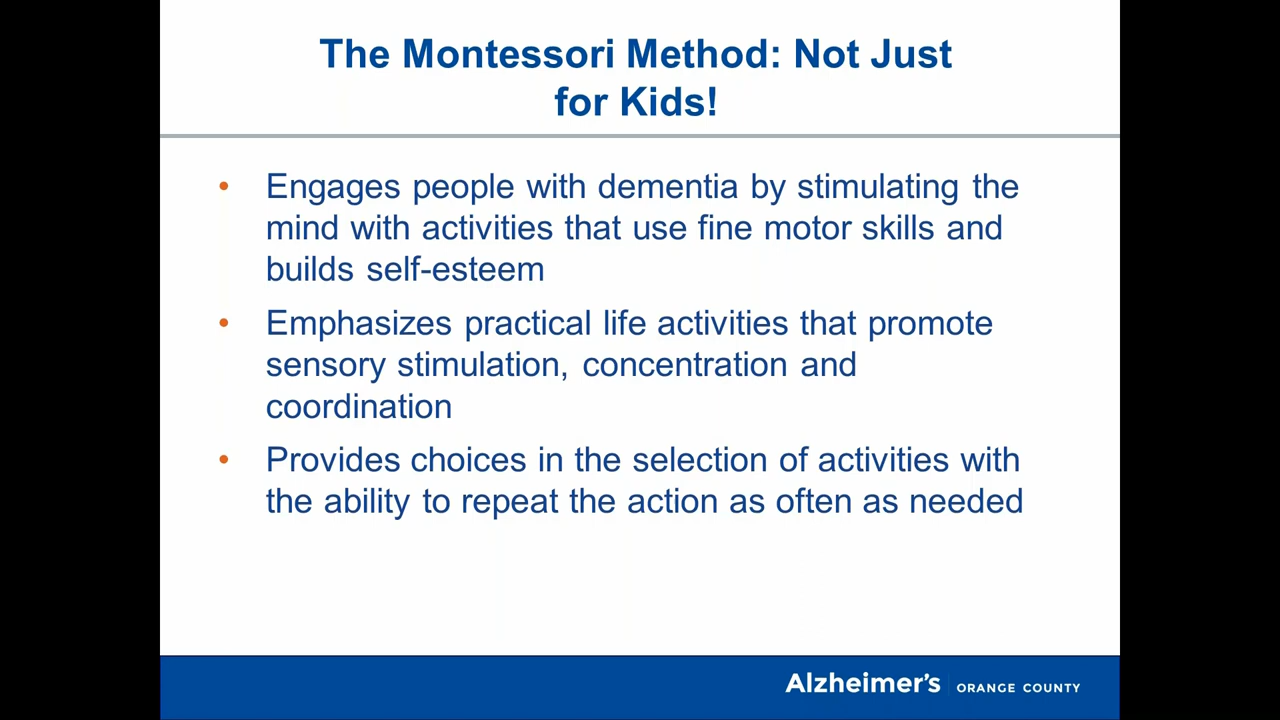 The Montessori Method: Not Just
for Kids!
• Engages people with dementia by stimulating the
mind with activities that use fine motor skills and
builds self-esteem
• Emphasizes practical life activities that promote
sensory stimulation, concentration and
coordination
• Provides choices in the selection of activities with
the ability to repeat the action as often as needed
Alzheimer's | ORANGE COUNTY